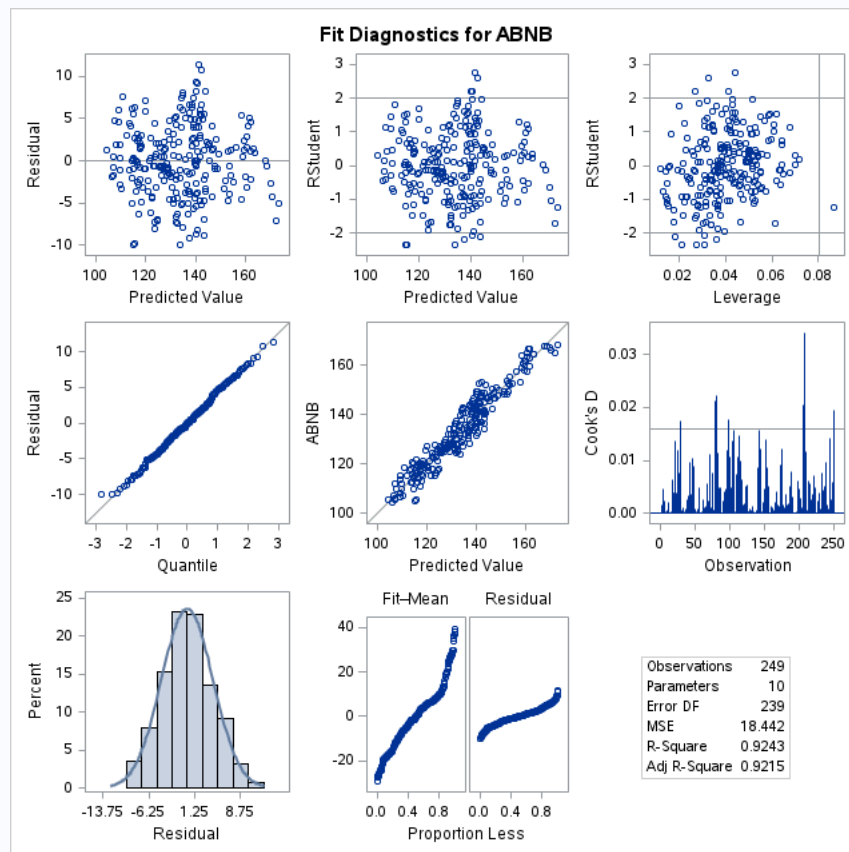 Fit Diagnostics for ABNB
Residual
10
5
0
-5
-10
100 120 140 160
Predicted Value
RStudent
2
1
0
-1
-2
100 120 140 160
Predicted Value
RStudent
2
1
0
-1
-2
0.02 0.04 0.06 0.08
Leverage
Residual
10
5
0
-5
-10
-3 -2 -1 0 1 2 3
Quantile
ABNB
160
140
120
100
100 120 140 160
Predicted Value
Cook's D
0.03
0.02
0.01
0.00
0 50 100 150 200 250
Observation
Percent
25
20
15
10
5
0
-13.75 -6.25 1.25 8.75
Residual
Fit–Mean Residual
40
20
0
-20
0.0 0.4 0.8 0.0 0.4 0.8
Proportion Less
Observations 249
Parameters 10
Error DF 239
MSE 18.442
R-Square 0.9243
Adj R-Square 0.9215